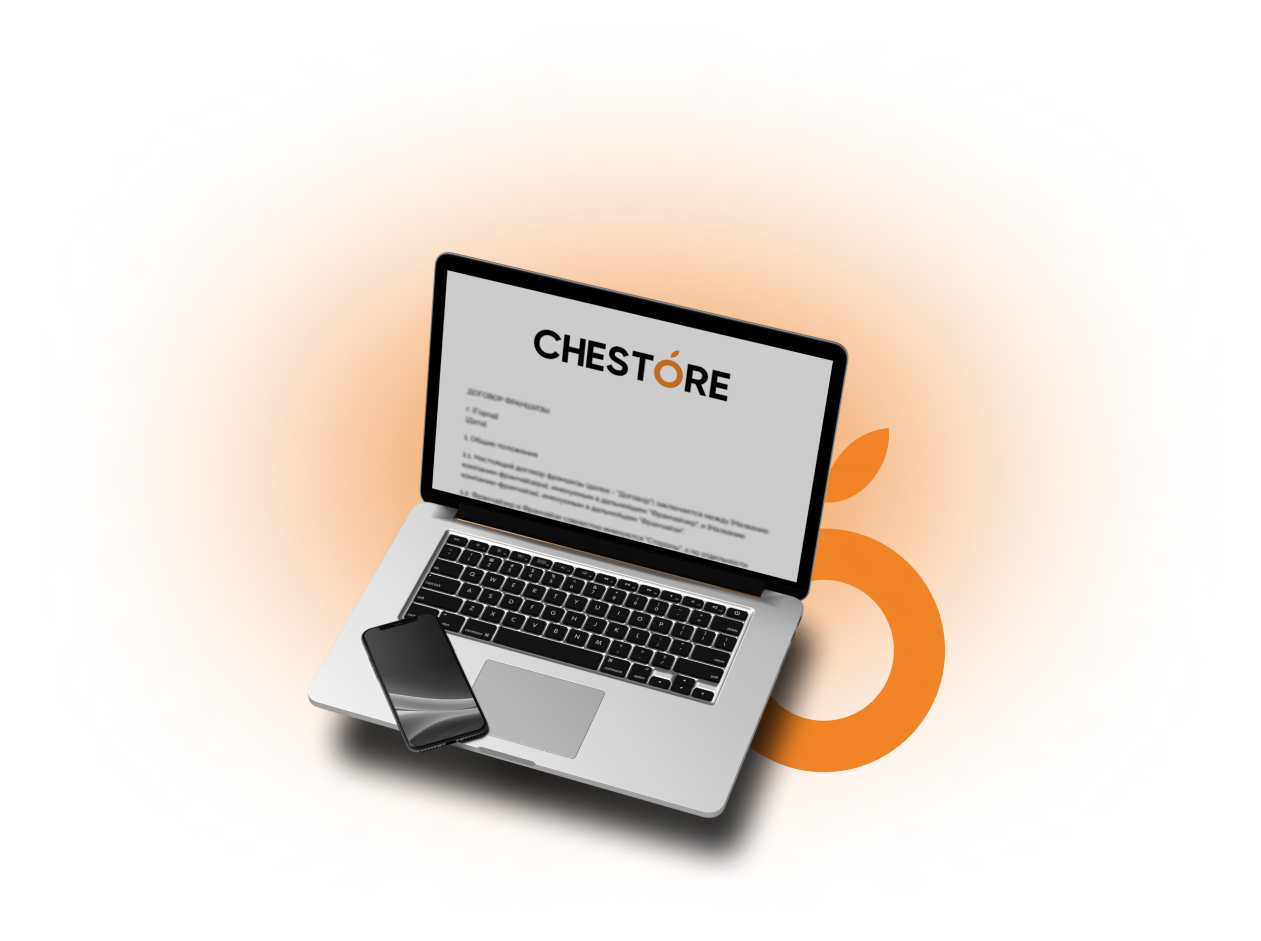 CHESTÓRE
ДОГОВОР ФРАНШИЗЫ
г. [Город]
[Дата]
1. Общие положения
1.1. Настоящий договор франшизы (далее - "Договор") заключается между [Название
компании-франчайзера], именуемым в дальнейшем "Франчайзер", и [Название
компании-франчайзи], именуемым в дальнейшем "Франчайзи".
1.2. Франчайзер и Франчайзи совместно именуются "Стороны", а по отдельности